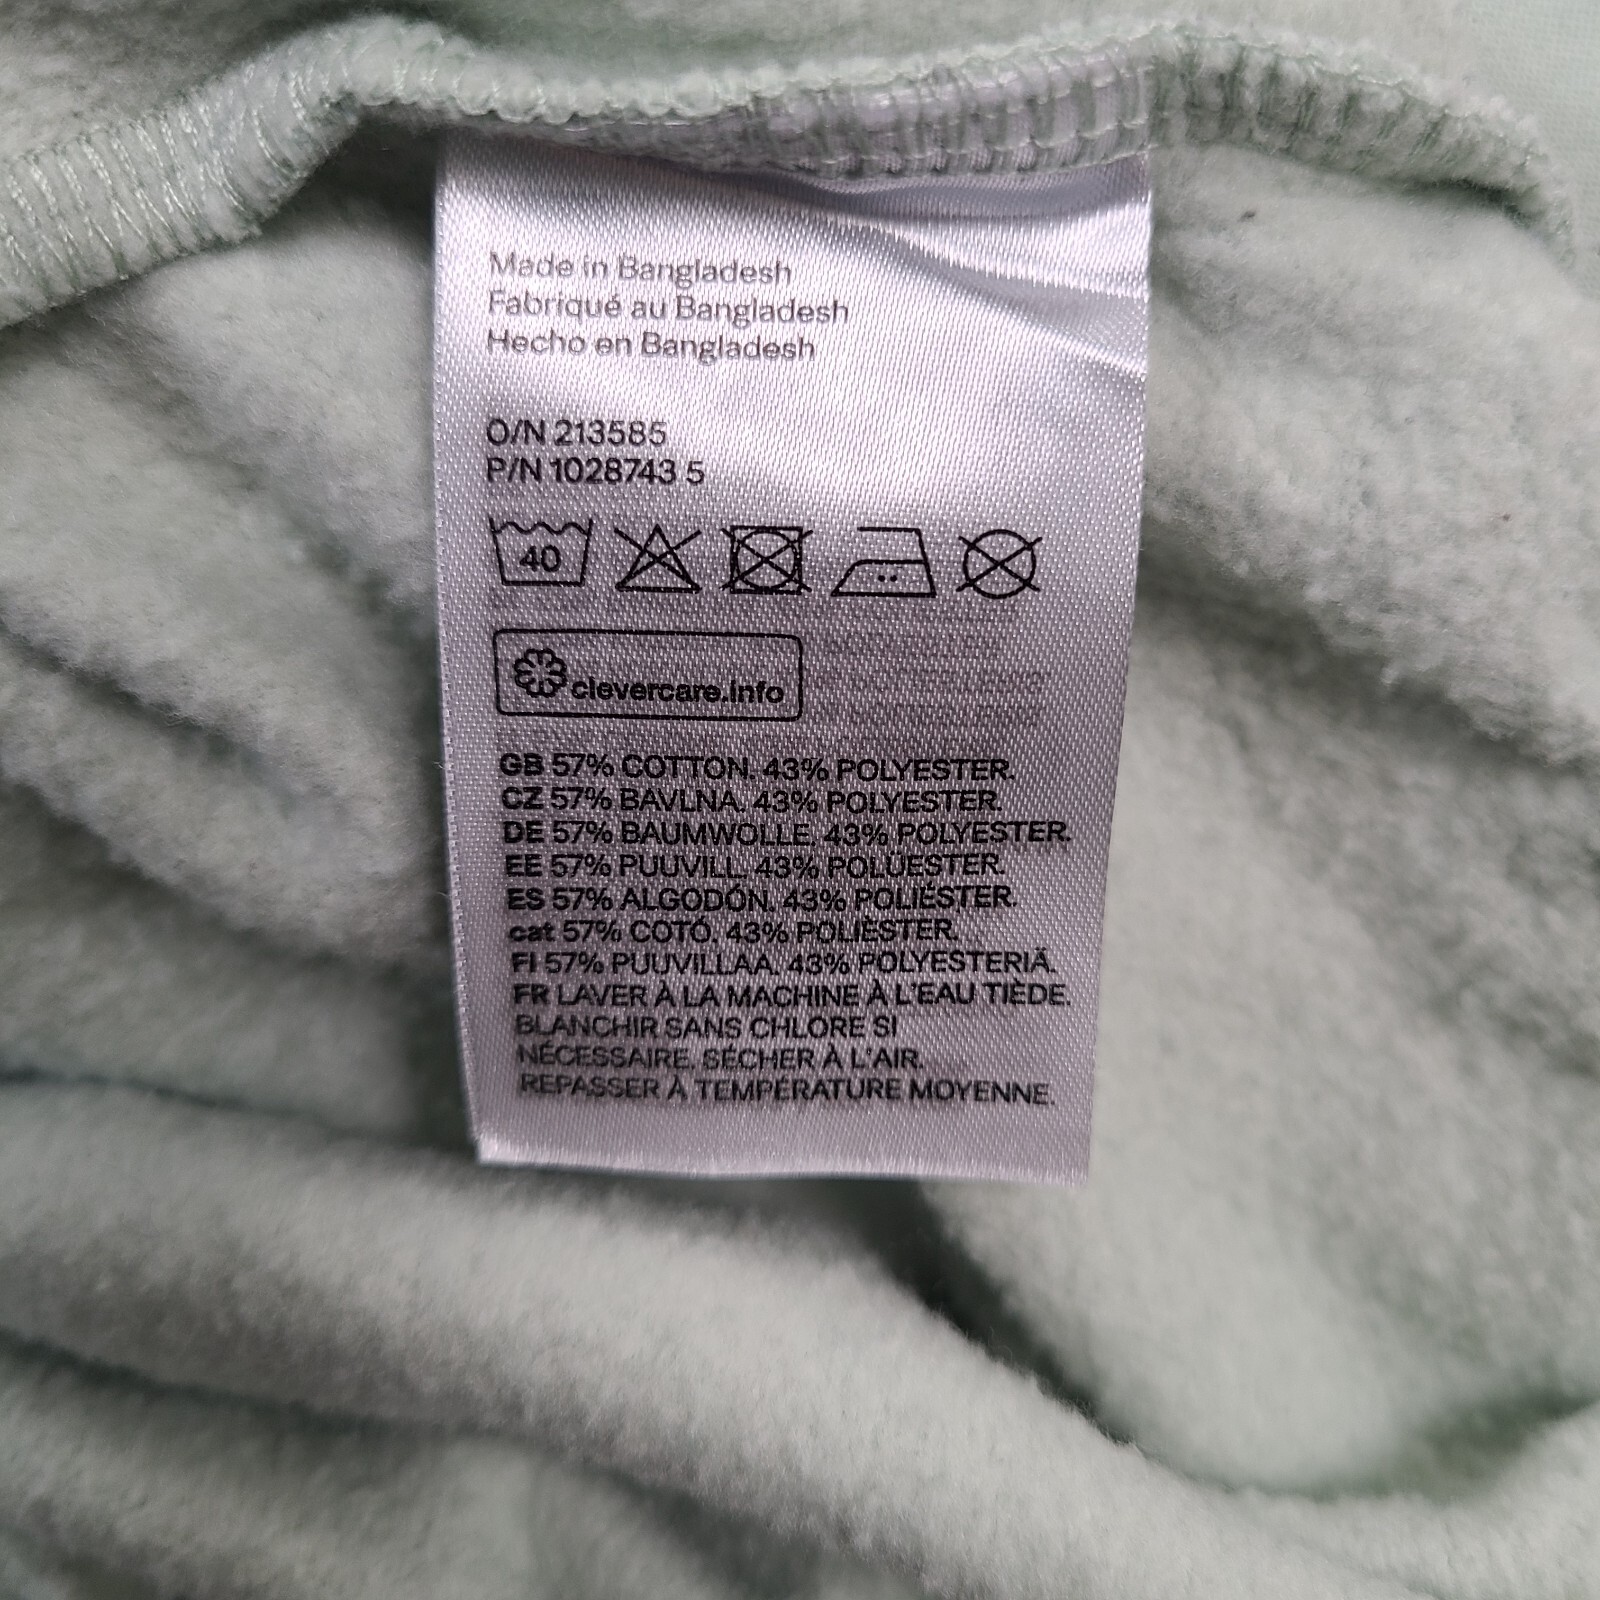 Made in Bangladesh
Fabriqué au Bangladesh
Hecho en Bangladesh
O/N 213585
P/N 1028743 5
40
clevercare.info
GB 57% COTTON. 43% POLYESTER.
CZ 57% BAVLNA. 43% POLYESTER.
DE 57% BAUMWOLLE. 43% POLYESTER.
EE 57% PUUVILL. 43% POLÜESTER.
ES 57% ALGODÓN. 43% POLIÉSTER.
cat 57% COTÓ. 43% POLIÈSTER.
FI 57% PUUVILLAA. 43% POLYESTERIÄ.
FR LAVER À LA MACHINE À L'EAU TIÈDE.
BLANCHIR SANS CHLORE SI
NÉCESSAIRE. SÉCHER À L'AIR.
REPASSER À TEMPÉRATURE MOYENNE.